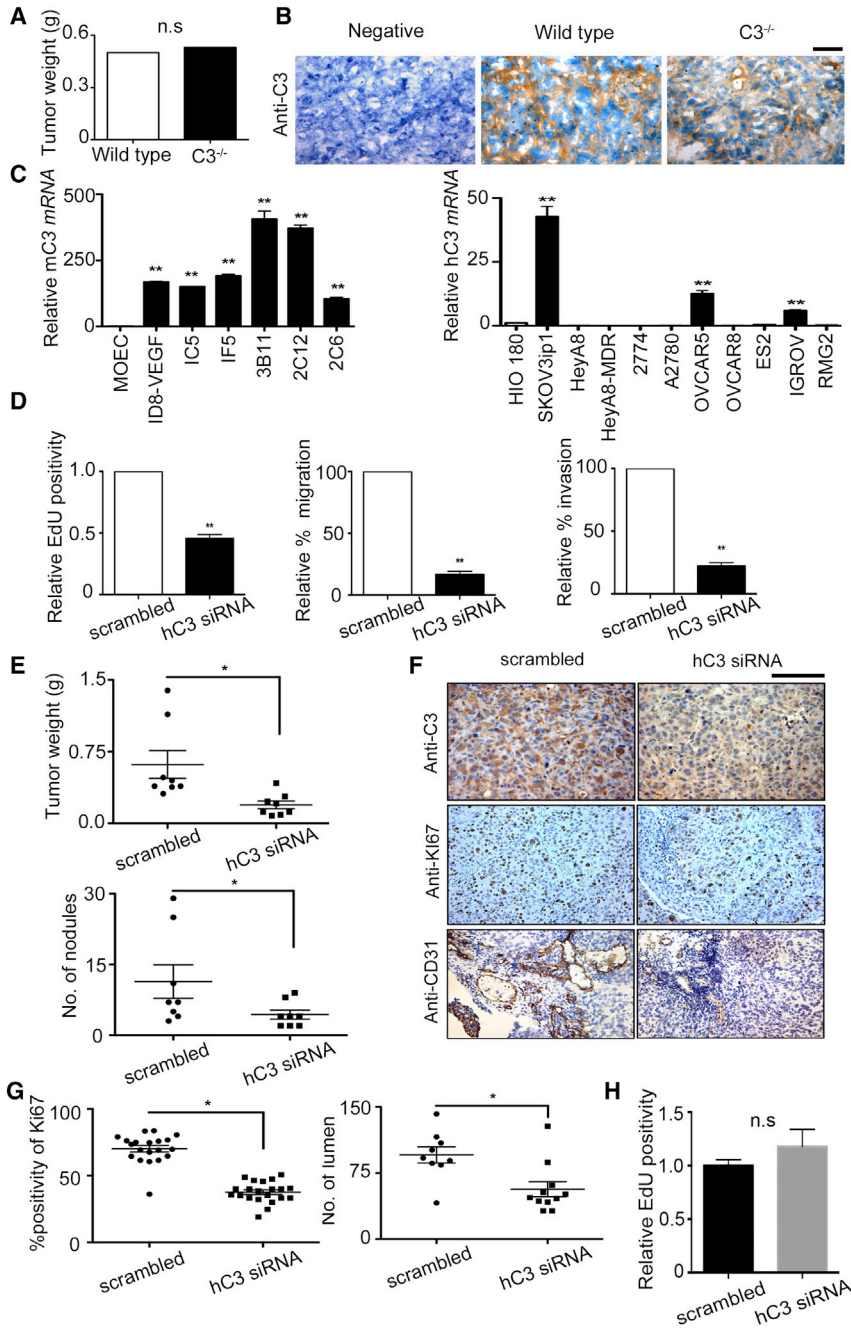 A
Tumor weight (g)
0.6
0.3
0
n.s
Wild type
C3-/-
B
Negative
Wild type
C3-/-
Anti-C3
C
Relative mC3 mRNA
500
250
0
**
**
**
**
**
**
MOEC
ID8-VEGF
IC5
IF5
3B11
2C12
2C6
Relative hC3 mRNA
50
25
0
**
**
**
HIO 180
SKOV3ip1
HeyA8
HeyA8-MDR
2774
A2780
OVCAR5
OVCAR8
ES2
IGROV
RMG2
D
Relative EdU positivity
1.0
0.5
0
**
scrambled
hC3 siRNA
Relative % migration
100
50
0
**
scrambled
hC3 siRNA
Relative % invasion
100
50
0
**
scrambled
hC3 siRNA
E
Tumor weight (g)
1.5
0.75
0.0
*
scrambled
hC3 siRNA
No. of nodules
30
15
0
*
scrambled
hC3 siRNA
F
scrambled
hC3 siRNA
Anti-C3
Anti-KI67
Anti-CD31
G
%positivity of Ki67
100
50
0
*
scrambled
hC3 siRNA
No. of lumen
150
75
0
*
scrambled
hC3 siRNA
H
Relative EdU positivity
1.5
1.0
0.5
0
n.s
scrambled
hC3 siRNA